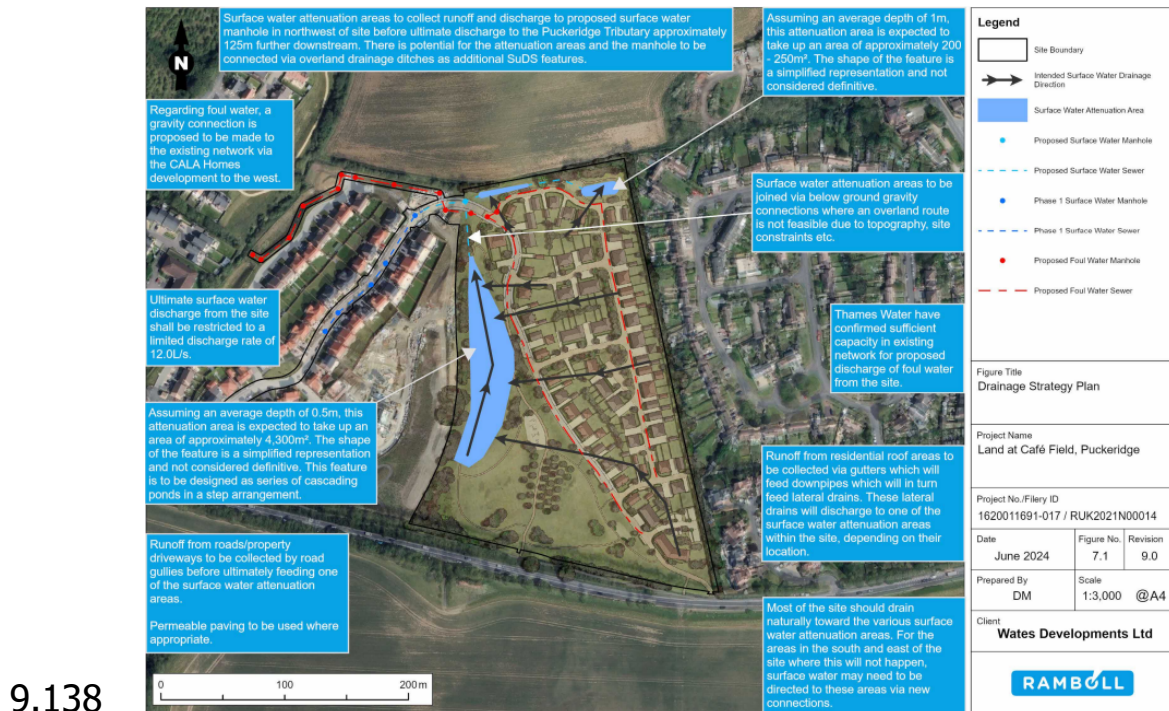 Surface water attenuation areas to collect runoff and discharge to proposed surface water
manhole in northwest of site before ultimate discharge to the Puckeridge Tributary approximately
125m further downstream. There is potential for the attenuation areas and the manhole to be
connected via overland drainage ditches as additional SuDS features.
Assuming an average depth of 1m,
this attenuation area is expected to
take up an area of approximately 200
- 250m². The shape of the feature is
a simplified representation and not
considered definitive.
N
Regarding foul water, a
gravity connection is
proposed to be made to
the existing network via
the CALA Homes
development to the west.
Surface water attenuation areas to be
joined via below ground gravity
connections where an overland route
is not feasible due to topography, site
constraints etc.
Ultimate surface water
discharge from the site
shall be restricted to a
limited discharge rate of
12.0L/s.
Thames Water have
confirmed sufficient
capacity in existing
network for proposed
discharge of foul water
from the site.
Assuming an average depth of 0.5m, this
attenuation area is expected to take up an
area of approximately 4,300m². The shape
of the feature is a simplified representation
and not considered definitive. This feature
is to be designed as series of cascading
ponds in a step arrangement.
Runoff from residential roof areas to
be collected via gutters which will
feed downpipes which will in turn
feed lateral drains. These lateral
drains will discharge to one of the
surface water attenuation areas
within the site, depending on their
location.
Runoff from roads/property
driveways to be collected by road
gullies before ultimately feeding one
of the surface water attenuation
areas.
Permeable paving to be used where
appropriate.
Most of the site should drain
naturally toward the various surface
water attenuation areas. For the
areas in the south and east of the
site where this will not happen,
surface water may need to be
directed to these areas via new
connections.
0 100 200 m
Legend
Site Boundary
Intended Surface Water Drainage
Direction
Surface Water Attenuation Area
Proposed Surface Water Manhole
Proposed Surface Water Sewer
Phase 1 Surface Water Manhole
Phase 1 Surface Water Sewer
Proposed Foul Water Manhole
Proposed Foul Water Sewer
Figure Title
Drainage Strategy Plan
Project Name
Land at Café Field, Puckeridge
Project No./Filery ID
1620011691-017 / RUK2021N00014
Date Figure No. Revision
June 2024 7.1 9.0
Prepared By Scale
DM 1:3,000 @A4
Client
Wates Developments Ltd
RAMBOLL
9.138